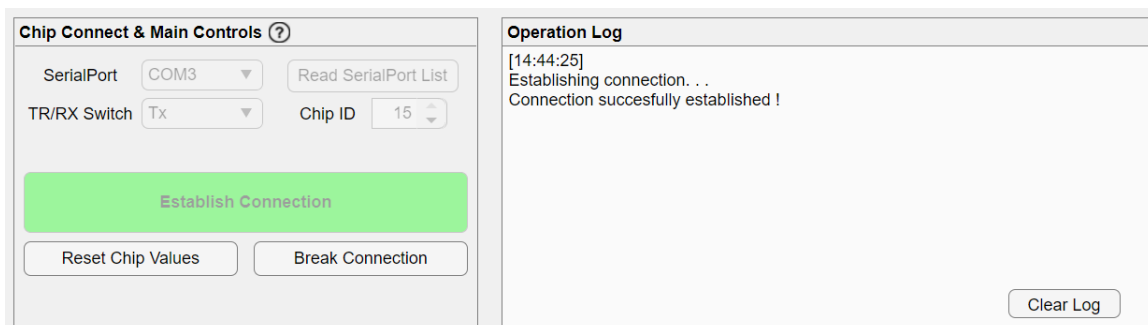 Chip Connect & Main Controls ?
SerialPort COM3 Read SerialPort List
TR/RX Switch Tx Chip ID 15
Establish Connection
Reset Chip Values Break Connection
Operation Log
[14:44:25]
Establishing connection. . .
Connection succesfully established !
Clear Log